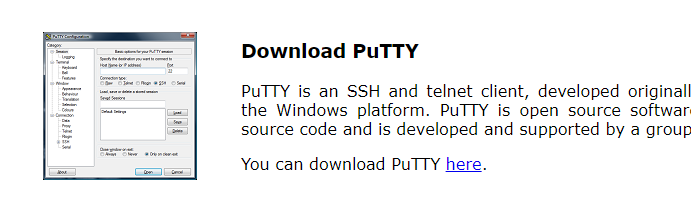 PuTTY Configuration
Category:
Session
Logging
Terminal
Keyboard
Bell
Features
Window
Appearance
Behaviour
Translation
Selection
Colours
Connection
Data
Proxy
Telnet
Rlogin
SSH
Serial
Basic options for your PuTTY session
Specify the destination you want to connect to
Host Name (or IP address) Port
22
Connection type:
Raw Telnet Rlogin SSH Serial
Load, save or delete a stored session
Saved Sessions
Default Settings
Load
Save
Delete
Close window on exit:
Always Never Only on clean exit
About Open Cancel
Download PuTTY
PuTTY is an SSH and telnet client, developed originall
the Windows platform. PuTTY is open source software
source code and is developed and supported by a group
You can download PuTTY here.